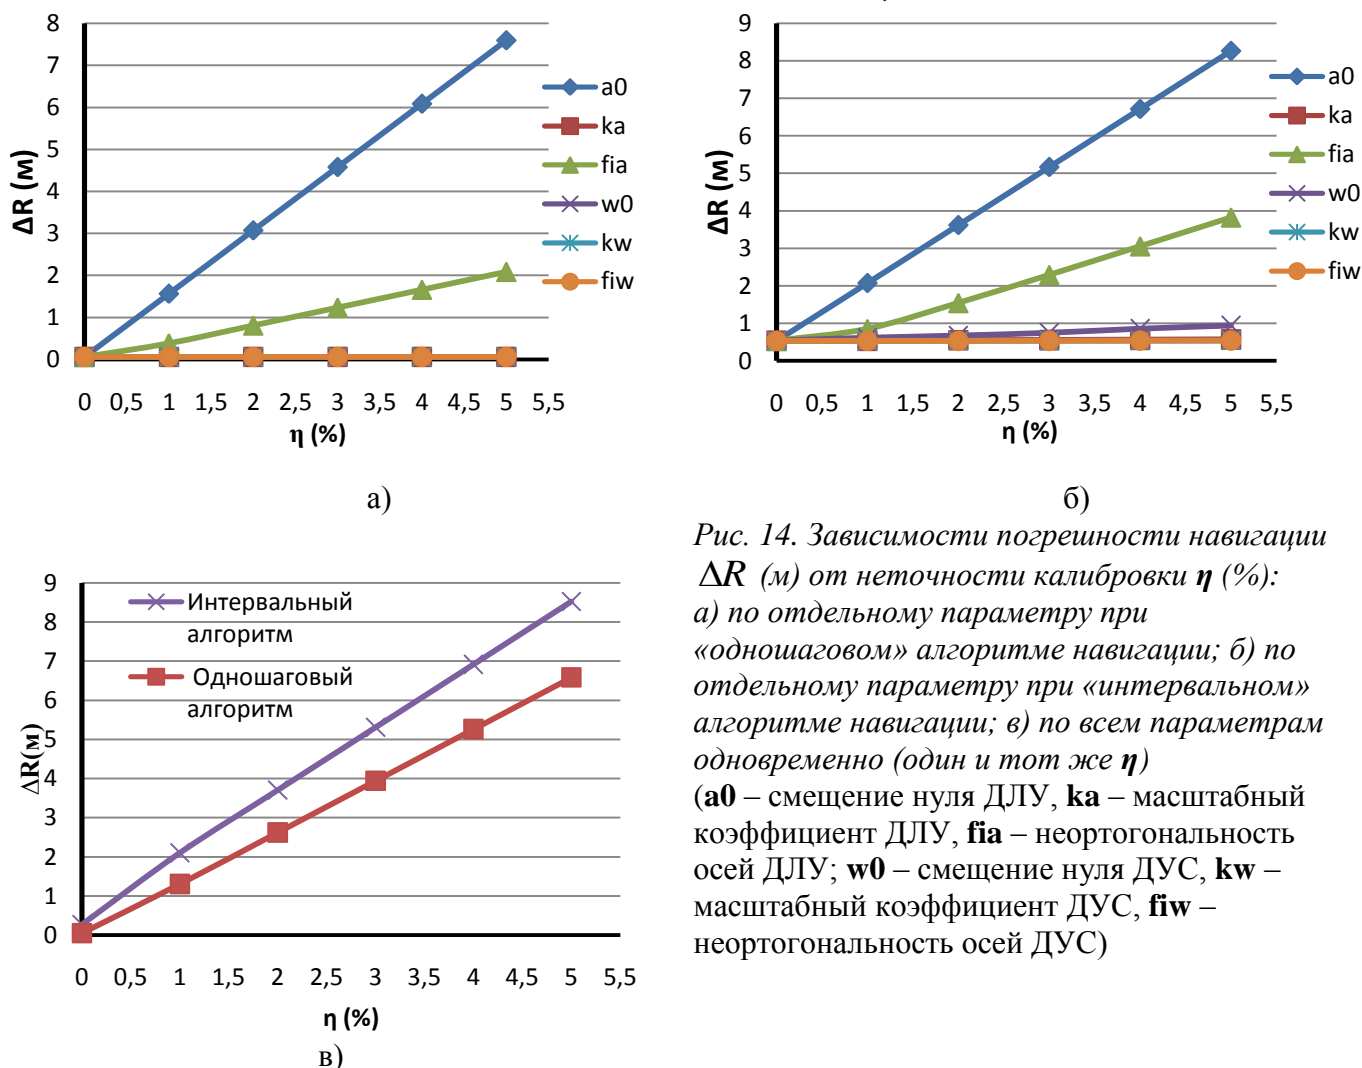 8
7
6
5
4
3
2
1
0
ΔR (м)
0 0,5 1 1,5 2 2,5 3 3,5 4 4,5 5 5,5
η (%)
a0
ka
fia
w0
kw
fiw
а)
9
8
7
6
5
4
3
2
1
0
ΔR (м)
0 0,5 1 1,5 2 2,5 3 3,5 4 4,5 5 5,5
η (%)
a0
ka
fia
w0
kw
fiw
б)
9
8
7
6
5
4
3
2
1
0
ΔR(м)
Интервальный
алгоритм
Одношаговый
алгоритм
0 0,5 1 1,5 2 2,5 3 3,5 4 4,5 5 5,5
η (%)
в)
Рис. 14. Зависимости погрешности навигации
ΔR (м) от неточности калибровки η (%):
а) по отдельному параметру при
«одношаговом» алгоритме навигации; б) по
отдельному параметру при «интервальном»
алгоритме навигации; в) по всем параметрам
одновременно (один и тот же η)
(a0 – смещение нуля ДЛУ, ka – масштабный
коэффициент ДЛУ, fia – неортогональность
осей ДЛУ; w0 – смещение нуля ДУС, kw –
масштабный коэффициент ДУС, fiw –
неортогональность осей ДУС)